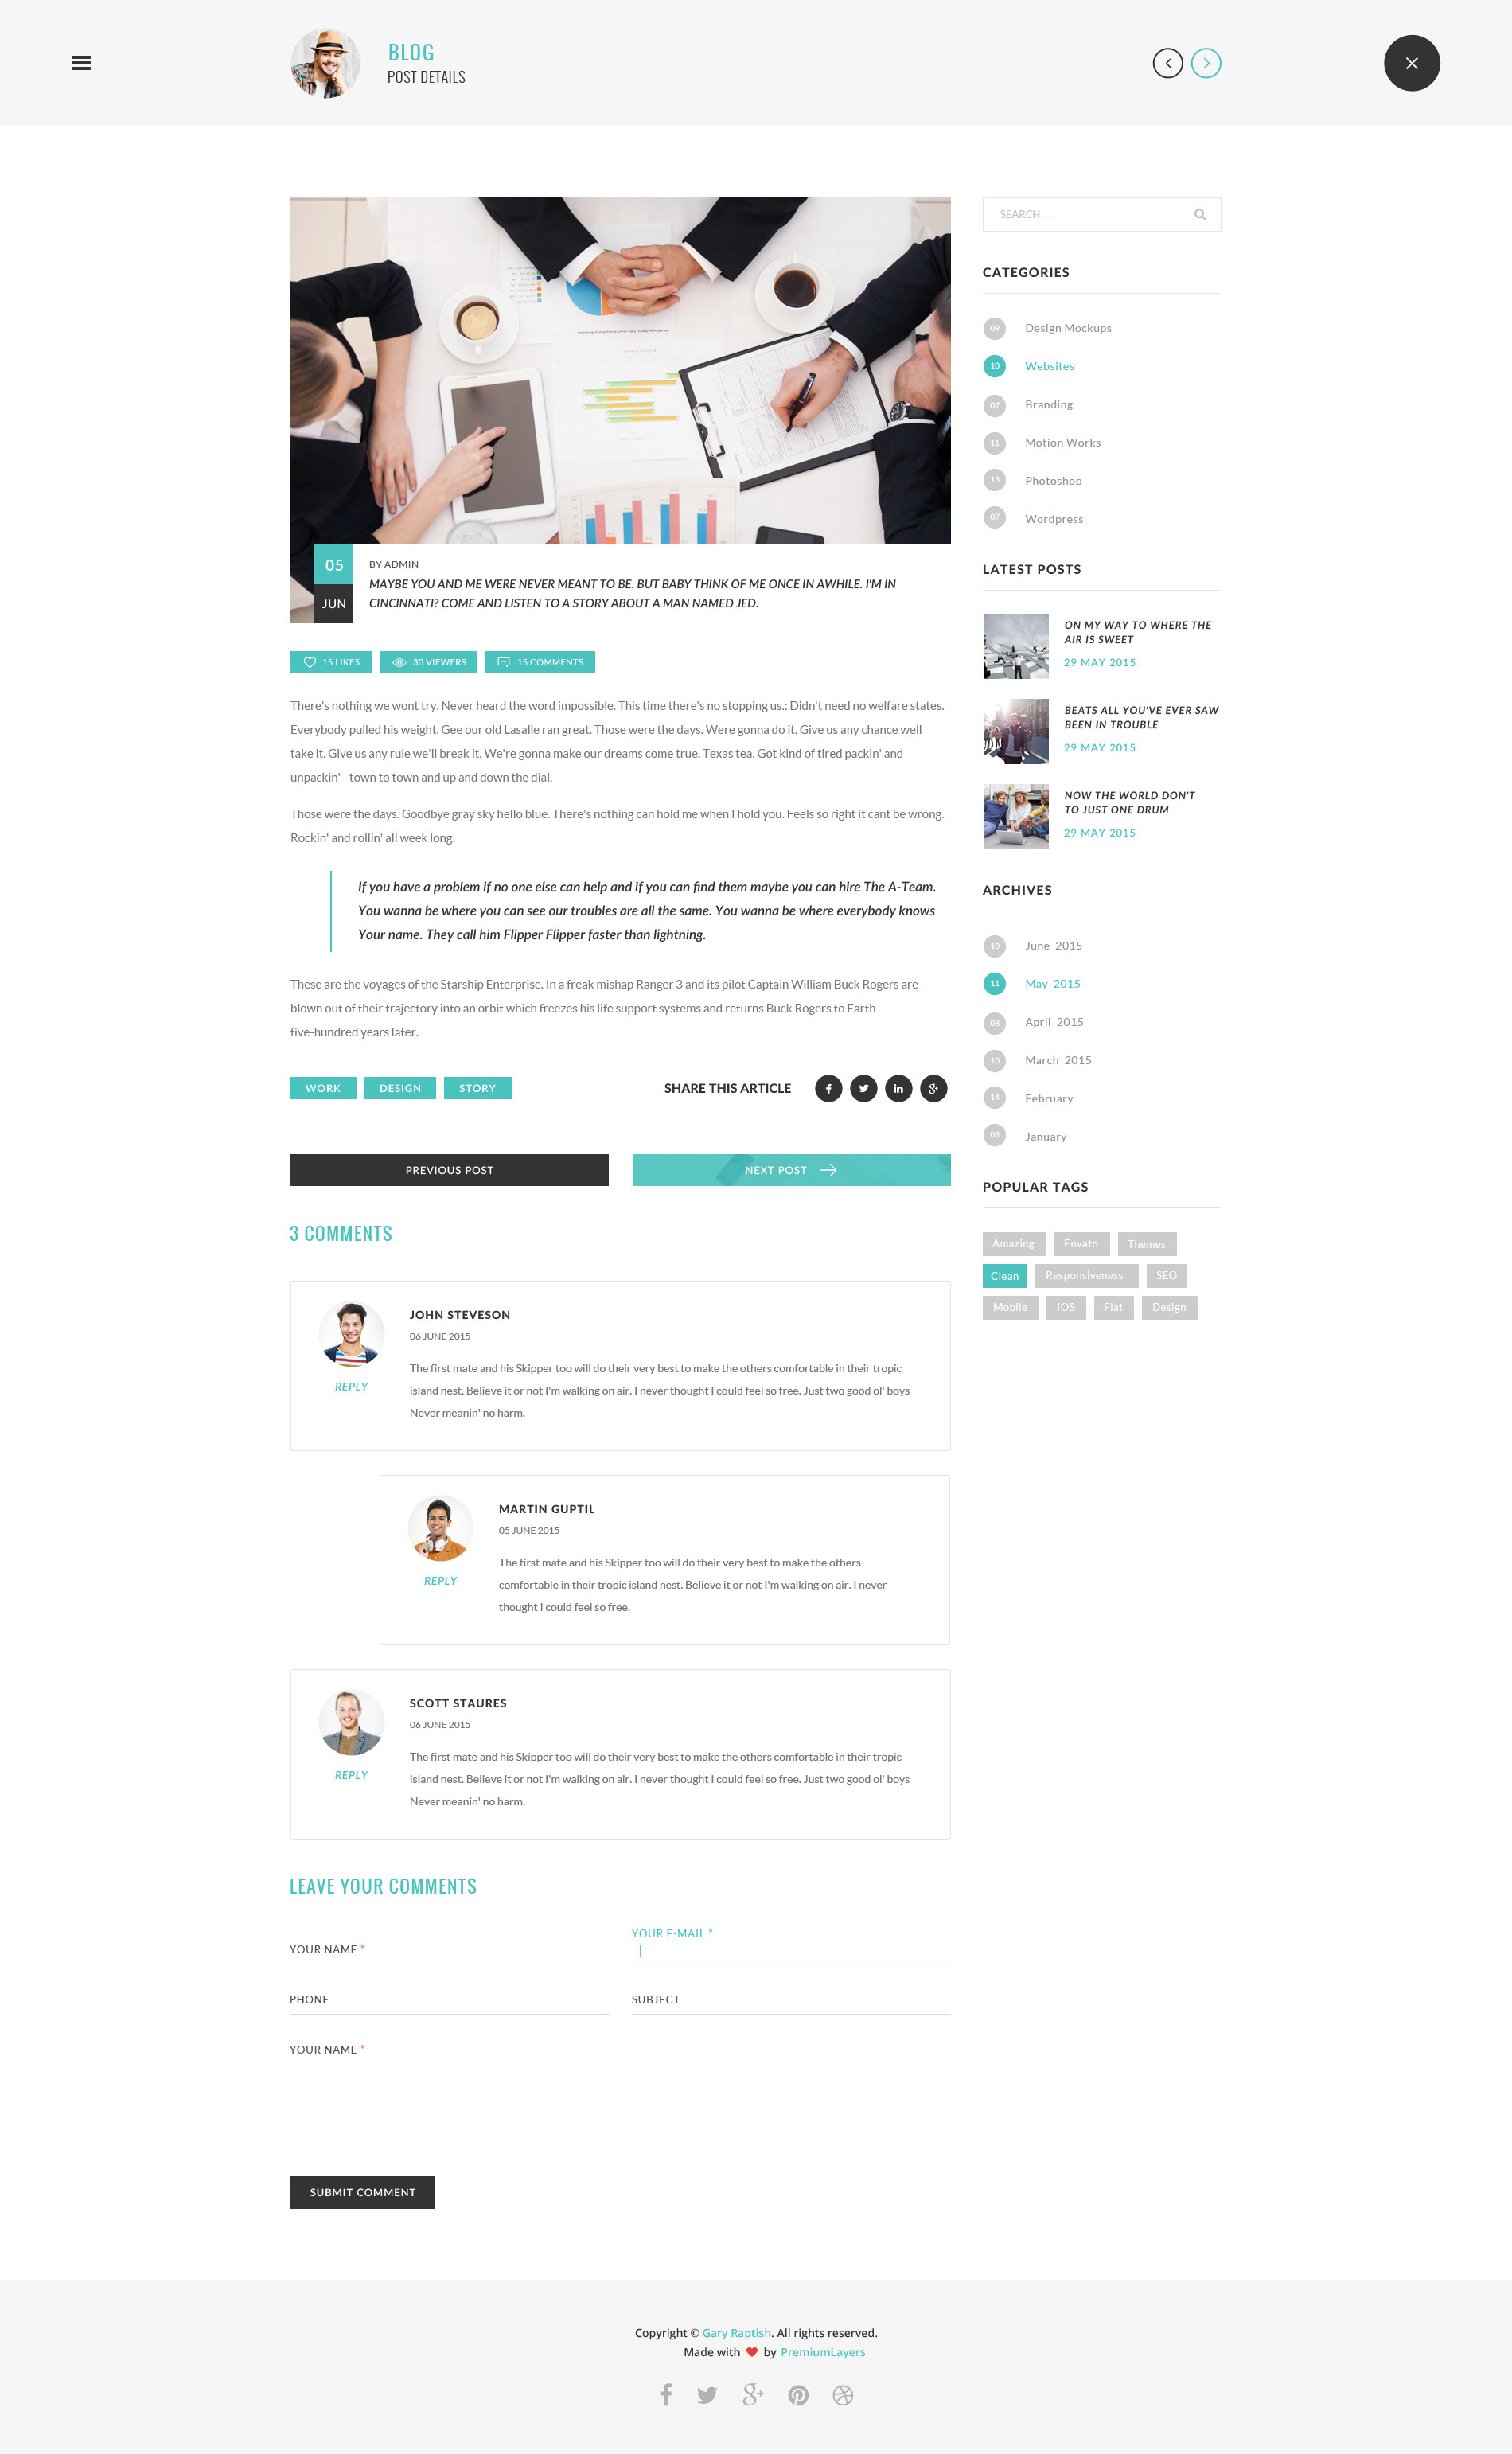 BLOG
POST DETAILS
SEARCH ...
CATEGORIES
09 Design Mockups
10 Websites
07 Branding
11 Motion Works
13 Photoshop
07 Wordpress
05
JUN
BY ADMIN
MAYBE YOU AND ME WERE NEVER MEANT TO BE. BUT BABY THINK OF ME ONCE IN AWHILE. I'M IN
CINCINNATI? COME AND LISTEN TO A STORY ABOUT A MAN NAMED JED.
15 LIKES
30 VIEWERS
15 COMMENTS
There's nothing we wont try. Never heard the word impossible. This time there's no stopping us.: Didn't need no welfare states.
Everybody pulled his weight. Gee our old Lasalle ran great. Those were the days. Were gonna do it. Give us any chance well
take it. Give us any rule we'll break it. We're gonna make our dreams come true. Texas tea. Got kind of tired packin' and
unpackin' - town to town and up and down the dial.
Those were the days. Goodbye gray sky hello blue. There's nothing can hold me when I hold you. Feels so right it cant be wrong.
Rockin' and rollin' all week long.
If you have a problem if no one else can help and if you can find them maybe you can hire The A-Team.
You wanna be where you can see our troubles are all the same. You wanna be where everybody knows
Your name. They call him Flipper Flipper faster than lightning.
These are the voyages of the Starship Enterprise. In a freak mishap Ranger 3 and its pilot Captain William Buck Rogers are
blown out of their trajectory into an orbit which freezes his life support systems and returns Buck Rogers to Earth
five-hundred years later.
WORK
DESIGN
STORY
SHARE THIS ARTICLE
PREVIOUS POST
NEXT POST
LATEST POSTS
ON MY WAY TO WHERE THE
AIR IS SWEET
29 MAY 2015
BEATS ALL YOU'VE EVER SAW
BEEN IN TROUBLE
29 MAY 2015
NOW THE WORLD DON'T
TO JUST ONE DRUM
29 MAY 2015
ARCHIVES
10 June 2015
11 May 2015
08 April 2015
10 March 2015
14 February
08 January
POPULAR TAGS
Amazing Envato Themes
Clean Responsiveness SEO
Mobile IOS Flat Design
3 COMMENTS
JOHN STEVESON
06 JUNE 2015
The first mate and his Skipper too will do their very best to make the others comfortable in their tropic
island nest. Believe it or not I'm walking on air. I never thought I could feel so free. Just two good ol' boys
Never meanin' no harm.
REPLY
MARTIN GUPTIL
05 JUNE 2015
The first mate and his Skipper too will do their very best to make the others
comfortable in their tropic island nest. Believe it or not I'm walking on air. I never
thought I could feel so free.
REPLY
SCOTT STAURES
06 JUNE 2015
The first mate and his Skipper too will do their very best to make the others comfortable in their tropic
island nest. Believe it or not I'm walking on air. I never thought I could feel so free. Just two good ol' boys
Never meanin' no harm.
REPLY
LEAVE YOUR COMMENTS
YOUR NAME *
YOUR E-MAIL *
PHONE
SUBJECT
YOUR NAME *
SUBMIT COMMENT
Copyright © Gary Raptish. All rights reserved.
Made with ❤ by PremiumLayers